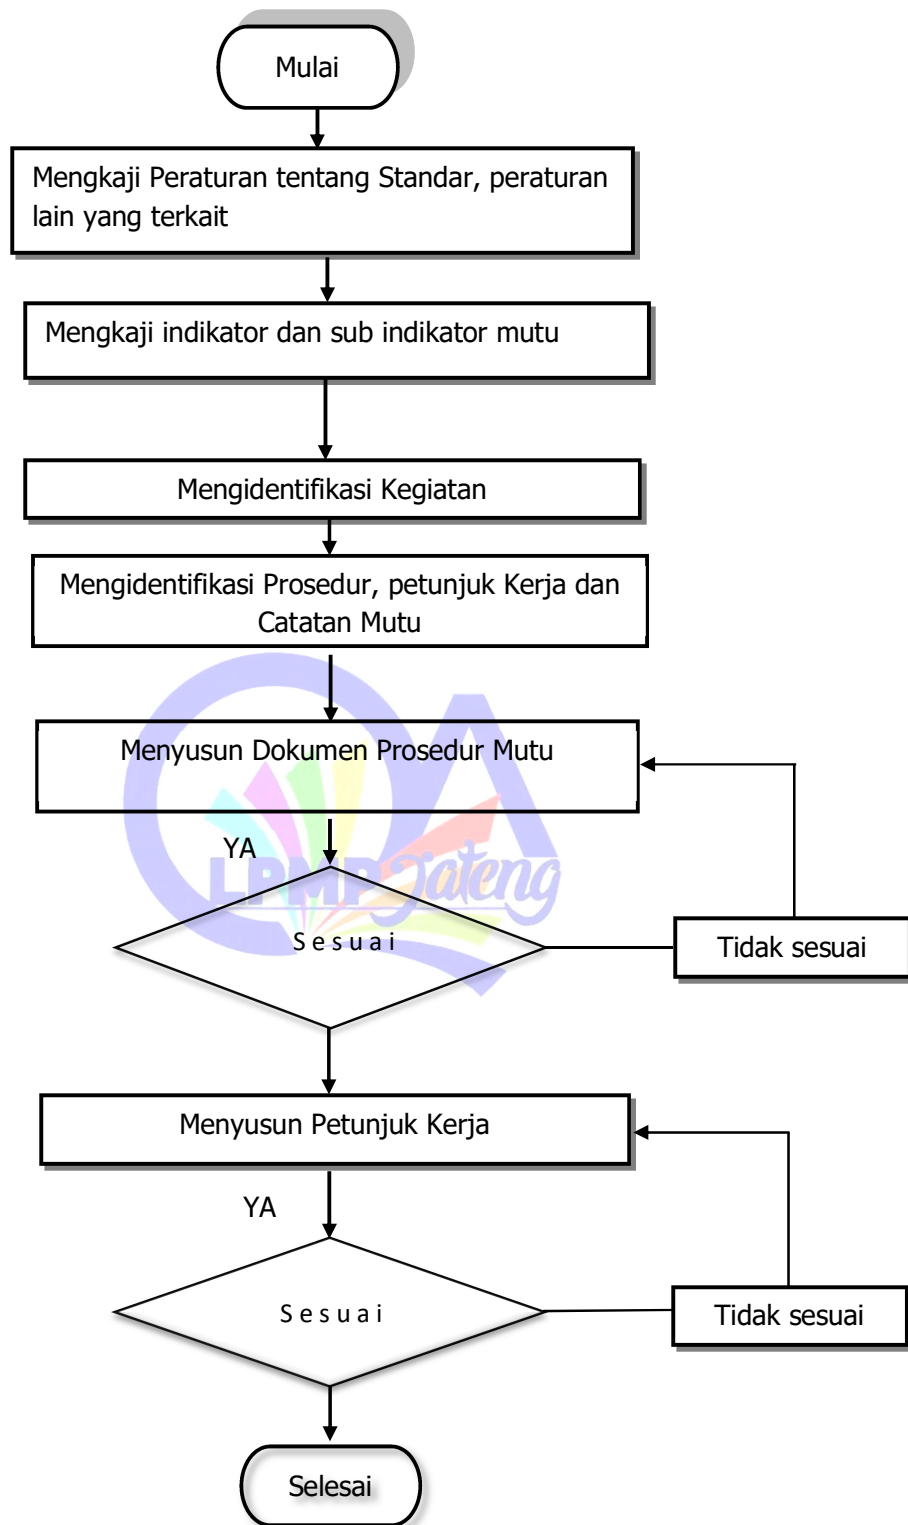 Mulai
Mengkaji Peraturan tentang Standar, peraturan
lain yang terkait
Mengkaji indikator dan sub indikator mutu
Mengidentifikasi Kegiatan
Mengidentifikasi Prosedur, petunjuk Kerja dan
Catatan Mutu
Menyusun Dokumen Prosedur Mutu
YA
LPMP Jateng
Sesuai
Tidak sesuai
Menyusun Petunjuk Kerja
YA
Sesuai
Tidak sesuai
Selesai